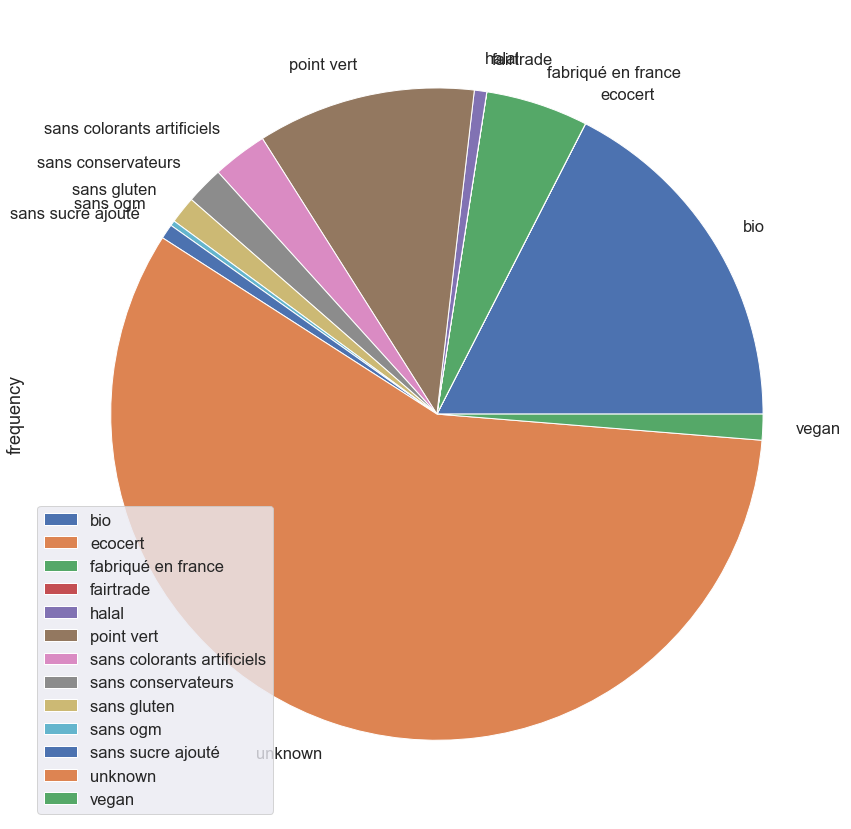 halal
fairtrade
point vert
fabriqué en france
ecocert
sans colorants artificiels
sans conservateurs
sans gluten
sans ogm
sans sucre ajouté
bio
frequency
vegan
bio
ecocert
fabriqué en france
fairtrade
halal
point vert
sans colorants artificiels
sans conservateurs
sans gluten
sans ogm
sans sucre ajouté
unknown
unknown
vegan